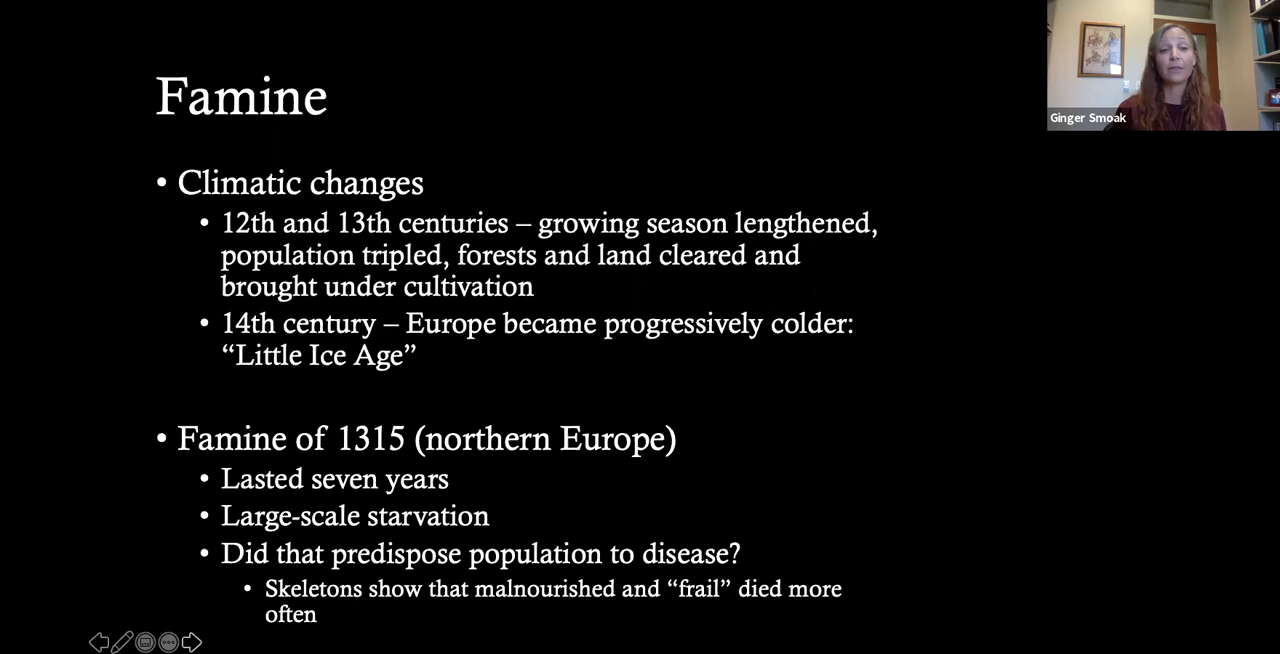 Famine
• Climatic changes
• 12th and 13th centuries – growing season lengthened,
population tripled, forests and land cleared and
brought under cultivation
• 14th century – Europe became progressively colder:
“Little Ice Age”
• Famine of 1315 (northern Europe)
• Lasted seven years
• Large-scale starvation
• Did that predispose population to disease?
• Skeletons show that malnourished and “frail” died more
often
Ginger Smoak